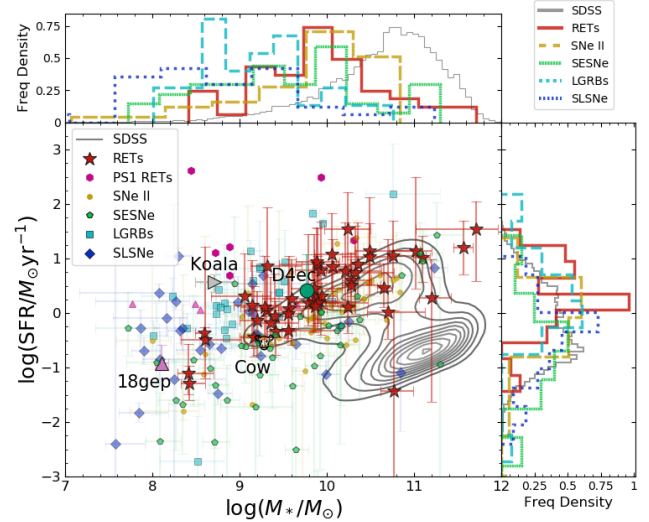 0.75
0.5
0.25
0
Freq Density
SDSS
RETs
SNe II
SESNe
LGRBs
SLSNe
SDSS
RETs
PS1 RETs
SNe II
SESNe
LGRBs
SLSNe
Koala
D4ec
Cow
18gep
3
2
1
0
−1
−2
−3
log(SFR/M⊙yr⁻¹)
7 8 9 10 11 12
log(M*/M⊙)
0.25 0.5 0.75 1
Freq Density